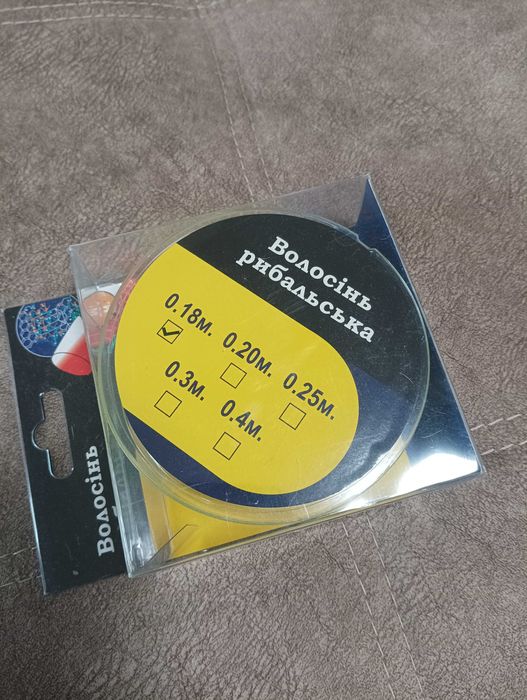 Волосінь
рибальська
0.18м.
0.20м.
0.25м.
0.3м.
0.4м.
Волосінь